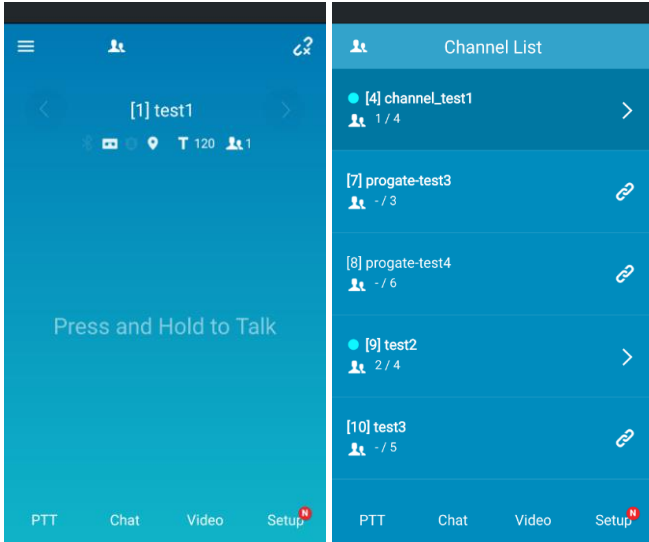 [1] test1
T 120 1
Press and Hold to Talk
PTT Chat Video Setup N
Channel List
[4] channel_test1
1 / 4
[7] progate-test3
- / 3
[8] progate-test4
- / 6
[9] test2
2 / 4
[10] test3
- / 5
PTT Chat Video Setup N